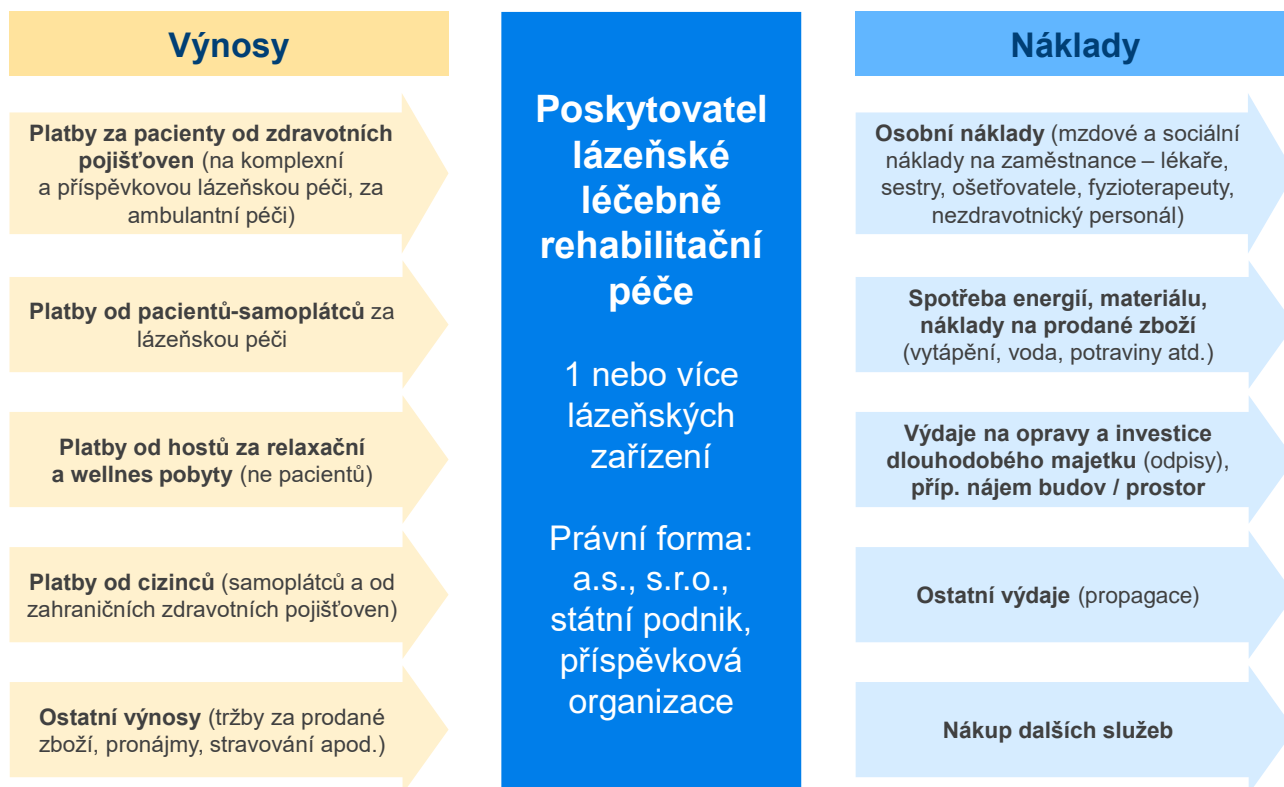 Výnosy
Platby za pacienty od zdravotních
pojišťoven (na komplexní
a příspěvkovou lázeňskou péči, za
ambulantní péči)
Platby od pacientů-samoplátců za
lázeňskou péči
Platby od hostů za relaxační
a wellnes pobyty (ne pacientů)
Platby od cizinců (samoplátců a od
zahraničních zdravotních pojišťoven)
Ostatní výnosy (tržby za prodané
zboží, pronájmy, stravování apod.)
Poskytovatel
lázeňské
léčebně
rehabilitační
péče
1 nebo více
lázeňských
zařízení
Právní forma:
a.s., s.r.o.,
státní podnik,
příspěvková
organizace
Náklady
Osobní náklady (mzdové a sociální
náklady na zaměstnance – lékaře,
sestry, ošetřovatele, fyzioterapeuty,
nezdravotnický personál)
Spotřeba energií, materiálu,
náklady na prodané zboží
(vytápění, voda, potraviny atd.)
Výdaje na opravy a investice
dlouhodobého majetku (odpisy),
příp. nájem budov / prostor
Ostatní výdaje (propagace)
Nákup dalších služeb